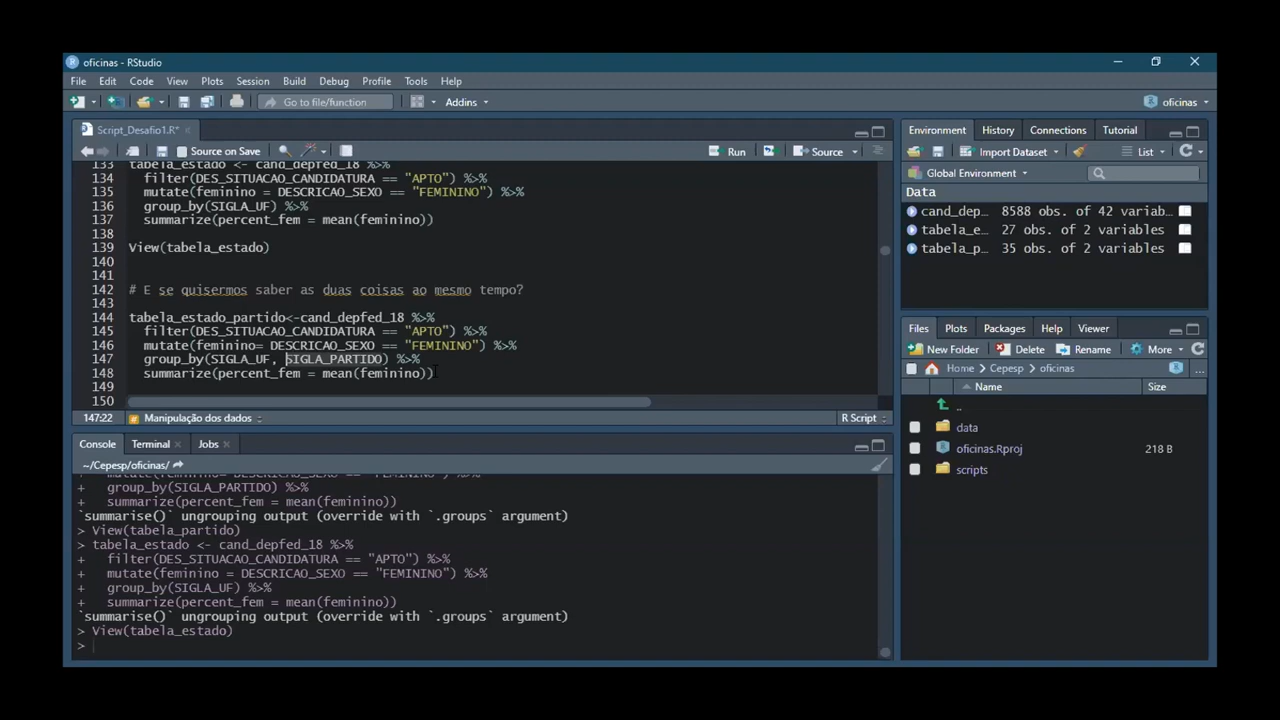 oficinas - RStudio
File Edit Code View Plots Session Build Debug Profile Tools Help
Go to file/function Addins oficinas
Script_Desafio1.R*
Source on Save Run Source
133 tabela_estado <- cand_depfed_18 %>%
134 filter(DES_SITUACAO_CANDIDATURA == "APTO") %>%
135 mutate(feminino = DESCRICAO_SEXO == "FEMININO") %>%
136 group_by(SIGLA_UF) %>%
137 summarize(percent_fem = mean(feminino))
138
139 View(tabela_estado)
140
141
142 # E se quisermos saber as duas coisas ao mesmo tempo?
143
144 tabela_estado_partido<-cand_depfed_18 %>%
145 filter(DES_SITUACAO_CANDIDATURA == "APTO") %>%
146 mutate(feminino= DESCRICAO_SEXO == "FEMININO") %>%
147 group_by(SIGLA_UF, SIGLA_PARTIDO) %>%
148 summarize(percent_fem = mean(feminino))
149
150
147:22 # Manipulação dos dados R Script
Console Terminal Jobs
~/Cepesp/oficinas/
+ mutate(feminino= DESCRICAO_SEXO == "FEMININO") %>%
+ group_by(SIGLA_PARTIDO) %>%
+ summarize(percent_fem = mean(feminino))
`summarise()` ungrouping output (override with `.groups` argument)
> View(tabela_partido)
> tabela_estado <- cand_depfed_18 %>%
+ filter(DES_SITUACAO_CANDIDATURA == "APTO") %>%
+ mutate(feminino = DESCRICAO_SEXO == "FEMININO") %>%
+ group_by(SIGLA_UF) %>%
+ summarize(percent_fem = mean(feminino))
`summarise()` ungrouping output (override with `.groups` argument)
> View(tabela_estado)
>
Environment History Connections Tutorial
Import Dataset List
Global Environment
Data
cand_dep… 8588 obs. of 42 variab…
tabela_e… 27 obs. of 2 variables
tabela_p… 35 obs. of 2 variables
Files Plots Packages Help Viewer
New Folder Delete Rename More
Home Cepesp oficinas ...
Name Size
..
data
oficinas.Rproj 218 B
scripts